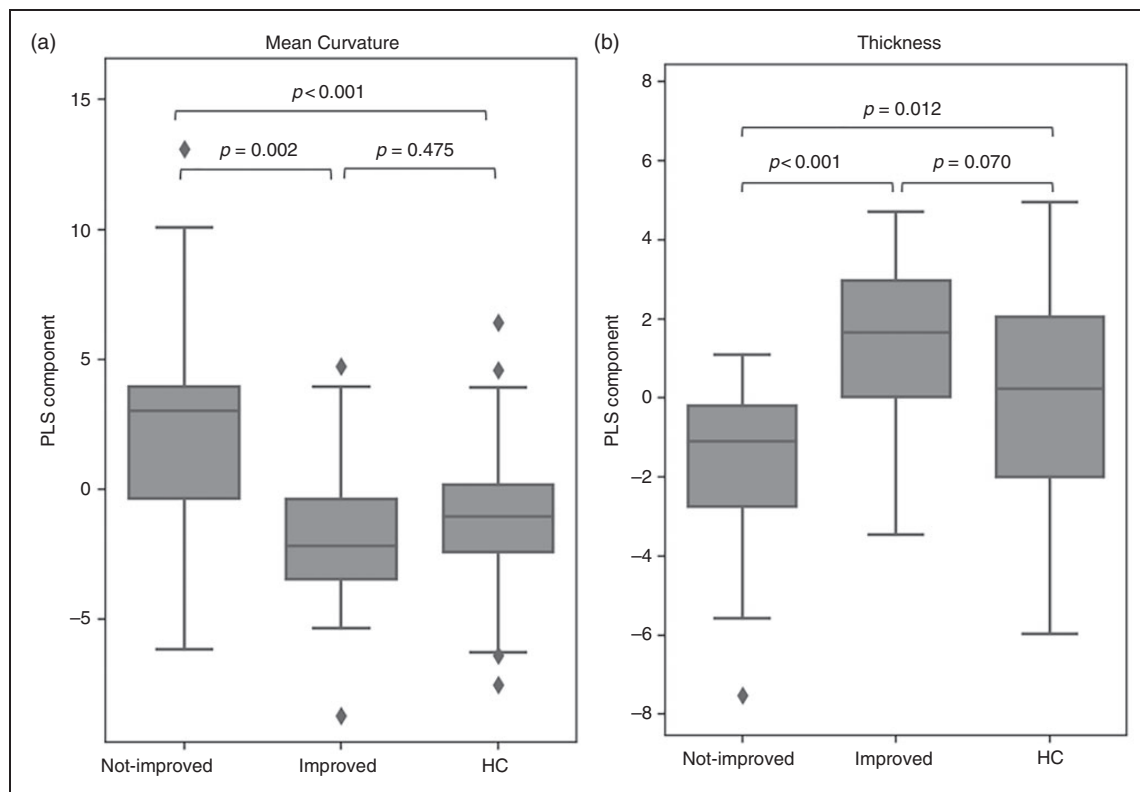 (a)
Mean Curvature
15
10
5
0
−5
PLS component
p< 0.001
p = 0.002
p = 0.475
Not-improved
Improved
HC
(b)
Thickness
8
6
4
2
0
−2
−4
−6
−8
PLS component
p = 0.012
p< 0.001
p = 0.070
Not-improved
Improved
HC